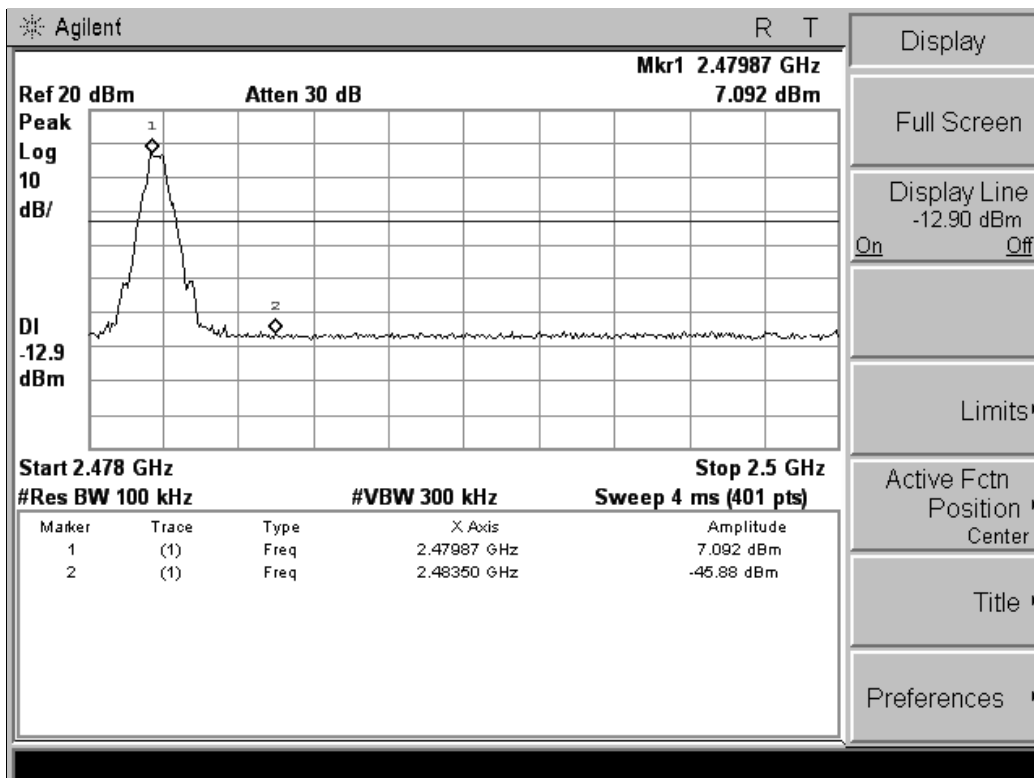 Agilent R T
Mkr1 2.47987 GHz
Ref 20 dBm Atten 30 dB 7.092 dBm
Peak
Log
10
dB/
1
2
DI
-12.9
dBm
Start 2.478 GHz Stop 2.5 GHz
#Res BW 100 kHz #VBW 300 kHz Sweep 4 ms (401 pts)
Marker Trace Type X Axis Amplitude
1 (1) Freq 2.47987 GHz 7.092 dBm
2 (1) Freq 2.48350 GHz -45.88 dBm
Display
Full Screen
Display Line
-12.90 dBm
On Off
Limits
Active Fctn
Position
Center
Title
Preferences